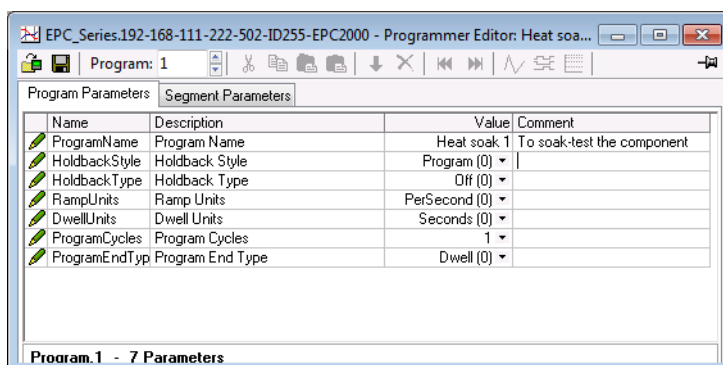 EPC_Series.192-168-111-222-502-ID255-EPC2000 - Programmer Editor: Heat soa...
Program: 1
Program Parameters Segment Parameters
Name Description Value Comment
ProgramName Program Name Heat soak 1 To soak-test the component
HoldbackStyle Holdback Style Program (0)
HoldbackType Holdback Type Off (0)
RampUnits Ramp Units PerSecond (0)
DwellUnits Dwell Units Seconds (0)
ProgramCycles Program Cycles 1
ProgramEndTyp Program End Type Dwell (0)
Program.1 - 7 Parameters